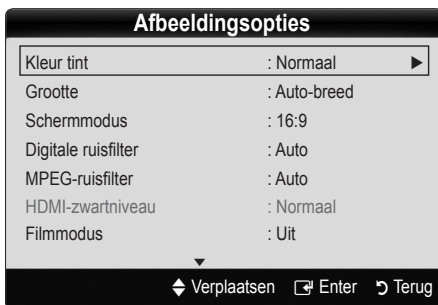 Afbeeldingsopties
Kleur tint : Normaal ►
Grootte : Auto-breed
Schermmodus : 16:9
Digitale ruisfilter : Auto
MPEG-ruisfilter : Auto
HDMI-zwartniveau : Normaal
Filmmodus : Uit
Verplaatsen Enter Terug